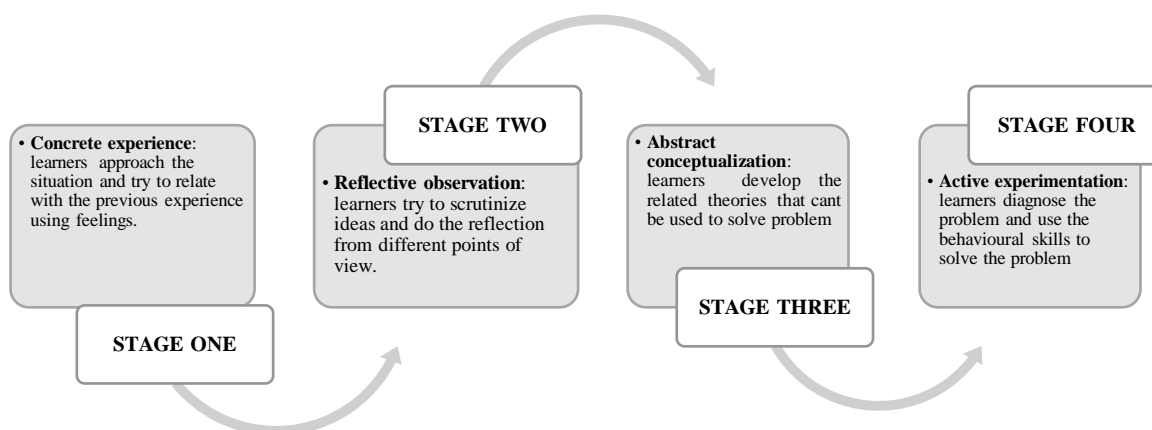 • Concrete experience:
learners approach the
situation and try to relate
with the previous experience
using feelings.
STAGE ONE
STAGE TWO
• Reflective observation:
learners try to scrutinize
ideas and do the reflection
from different points of
view.
• Abstract
conceptualization:
learners develop the
related theories that cant
be used to solve problem
STAGE THREE
STAGE FOUR
• Active experimentation:
learners diagnose the
problem and use the
behavioural skills to
solve the problem